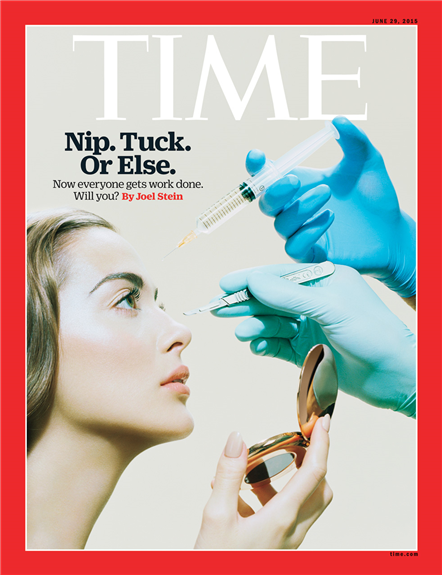 JUNE 29, 2015
TIME
Nip. Tuck.
Or Else.
Now everyone gets work done.
Will you? By Joel Stein
time.com